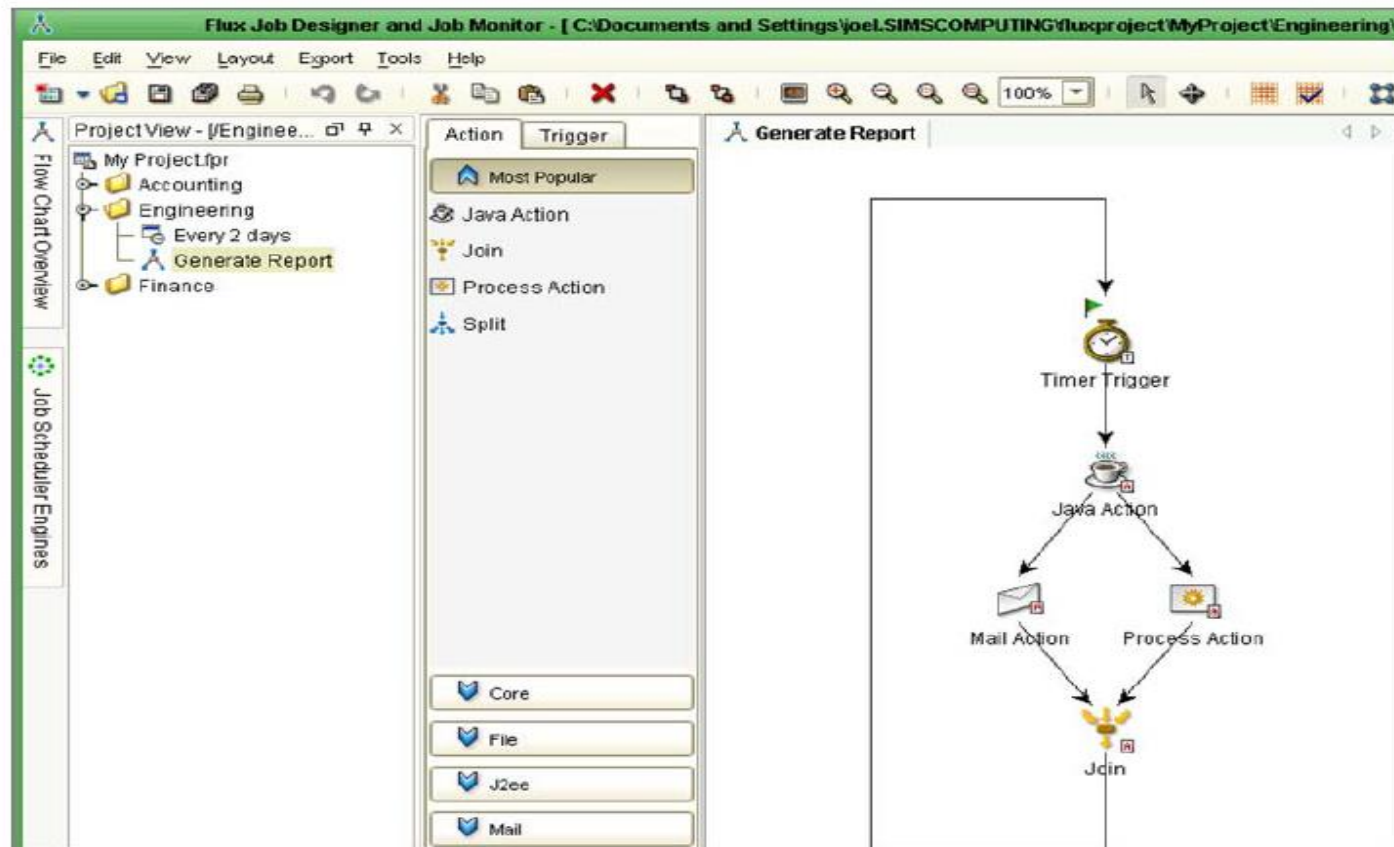 Flux Job Designer and Job Monitor - [ C:\Documents and Settings\joel.SIMSCOMPUTING\fluxproject\MyProject\Engineering\
File Edit View Layout Export Tools Help
100%
Flow Chart Overview
Job Scheduler Engines
Project View - [/Enginee...
My Project.fpr
Accounting
Engineering
Every 2 days
Generate Report
Finance
Action Trigger
Most Popular
Java Action
Join
Process Action
Split
Core
File
J2ee
Mail
Generate Report
Timer Trigger
Java Action
Mail Action
Process Action
Join